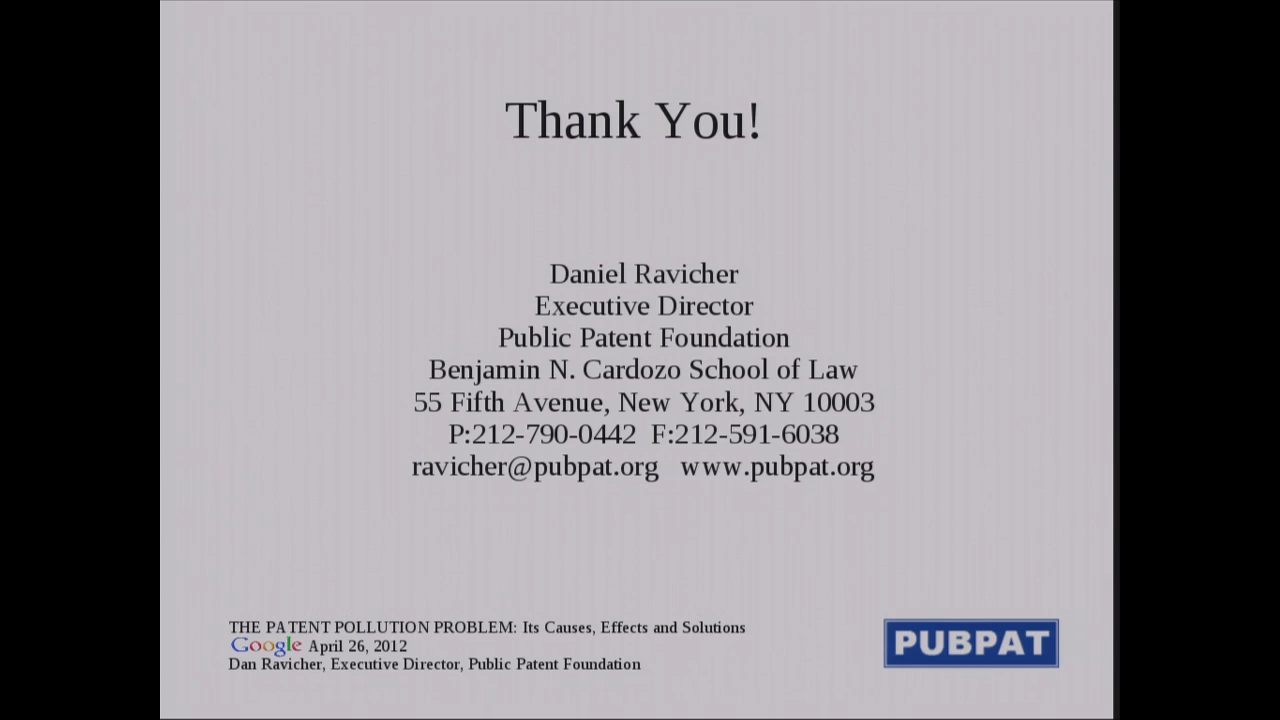 Thank You!
Daniel Ravicher
Executive Director
Public Patent Foundation
Benjamin N. Cardozo School of Law
55 Fifth Avenue, New York, NY 10003
P:212-790-0442 F:212-591-6038
ravicher@pubpat.org www.pubpat.org
THE PATENT POLLUTION PROBLEM: Its Causes, Effects and Solutions
Google April 26, 2012
Dan Ravicher, Executive Director, Public Patent Foundation
PUBPAT